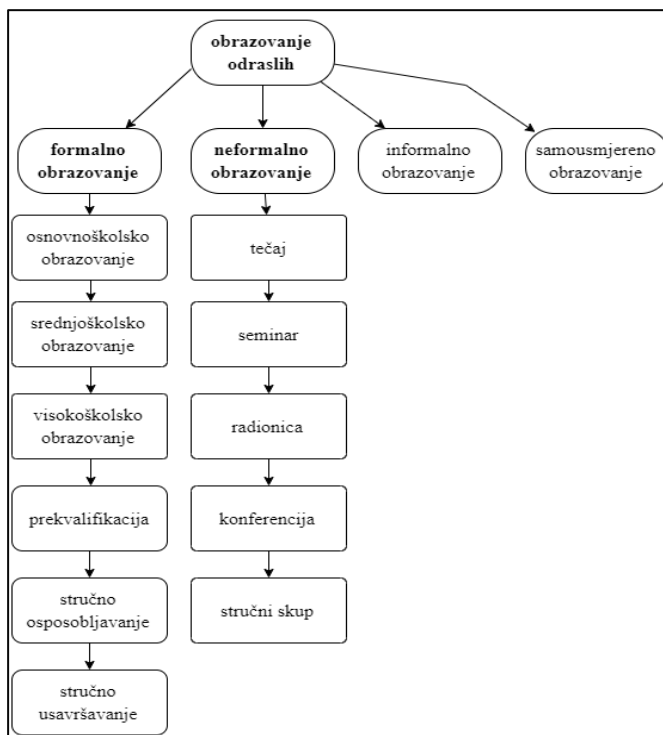 obrazovanje
odraslih
formalno
obrazovanje
neformalno
obrazovanje
informalno
obrazovanje
samousmjereno
obrazovanje
osnovnoškolsko
obrazovanje
srednjoškolsko
obrazovanje
visokoškolsko
obrazovanje
prekvalifikacija
stručno
osposobljavanje
stručno
usavršavanje
tečaj
seminar
radionica
konferencija
stručni skup